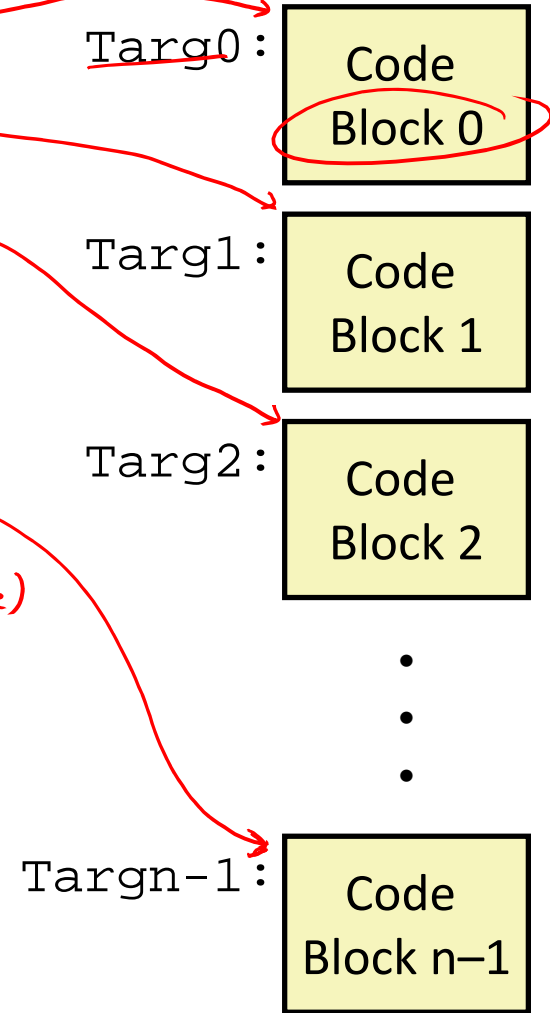 Targ0:
Code
Block 0
Targ1:
Code
Block 1
Targ2:
Code
Block 2
)
Targn-1:
Code
Block n–1